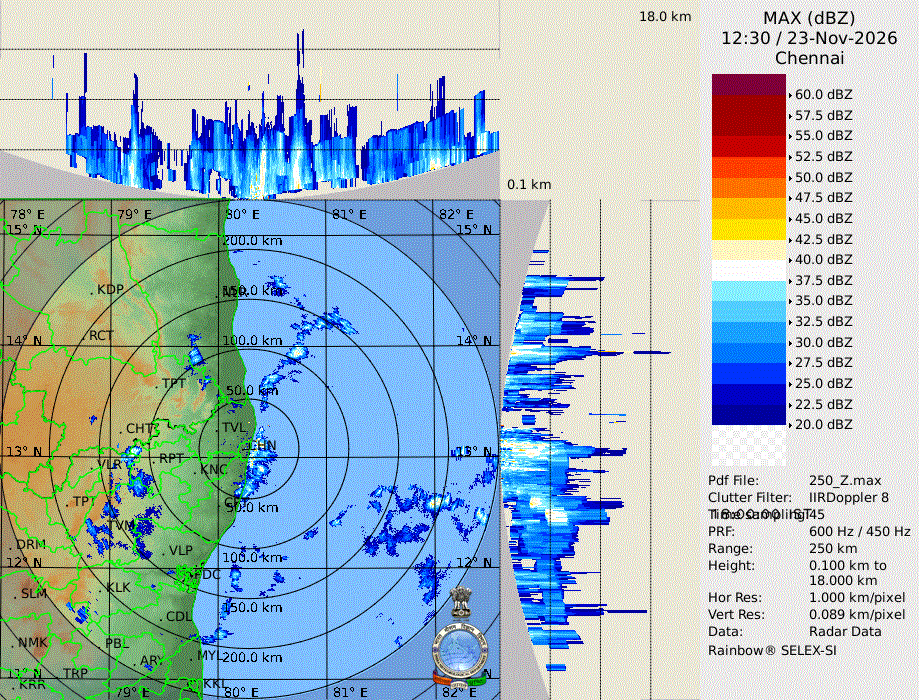 18.0 km
MAX (dBZ)
12:30 / 23-Nov-2026
Chennai
60.0 dBZ
57.5 dBZ
55.0 dBZ
52.5 dBZ
50.0 dBZ
47.5 dBZ
45.0 dBZ
42.5 dBZ
40.0 dBZ
37.5 dBZ
35.0 dBZ
32.5 dBZ
30.0 dBZ
27.5 dBZ
25.0 dBZ
22.5 dBZ
20.0 dBZ
0.1 km
78° E 79° E 80° E 81° E 82° E
15° N 15° N
200.0 km
KDP
150.0 km
RCT
14° N 100.0 km 14° N
TPT
50.0 km
CHT TVL
13° N 13° N
VLR RPT KNC
TPT 50.0 km
TVM
DRM VLP
12° N 100.0 km 12° N
PDC
SLM KLK
50.0 km
CDL
NMK PBL
ARY MYL 200.0 km
TRP
KRR KKL
79° E 80° E 81° E 82° E
Pdf File: 250_Z.max
Clutter Filter: IIRDoppler 8
Time sampling:45
PRF: 600 Hz / 450 Hz
Range: 250 km
Height: 0.100 km to
18.000 km
Hor Res: 1.000 km/pixel
Vert Res: 0.089 km/pixel
Data: Radar Data
Rainbow® SELEX-SI